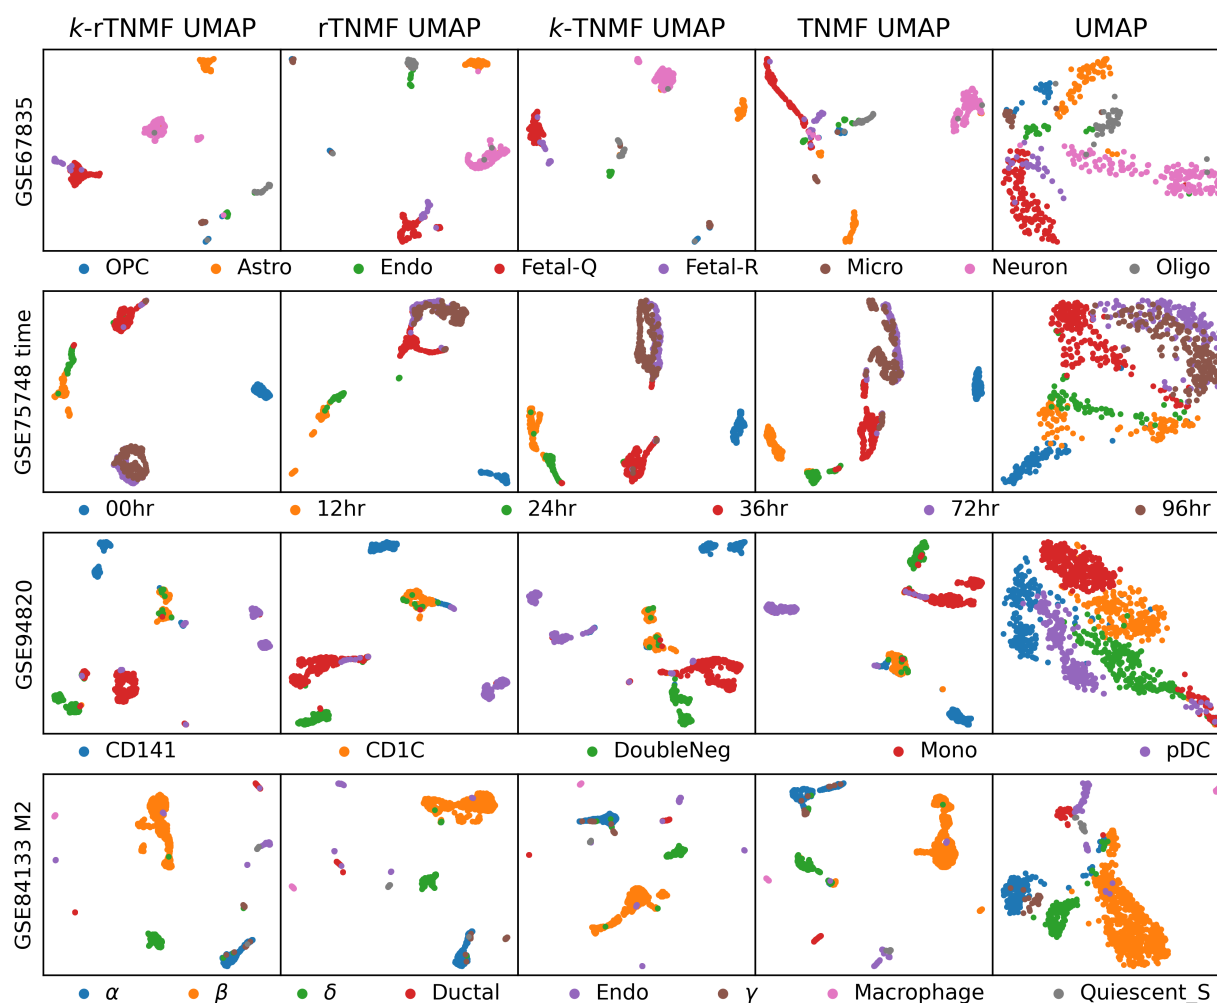 k-rTNMF UMAP rTNMF UMAP k-TNMF UMAP TNMF UMAP UMAP
GSE67835
OPC Astro Endo Fetal-Q Fetal-R Micro Neuron Oligo
GSE75748 time
00hr 12hr 24hr 36hr 72hr 96hr
GSE94820
CD141 CD1C DoubleNeg Mono pDC
GSE84133 M2
α β δ Ductal Endo γ Macrophage Quiescent_S